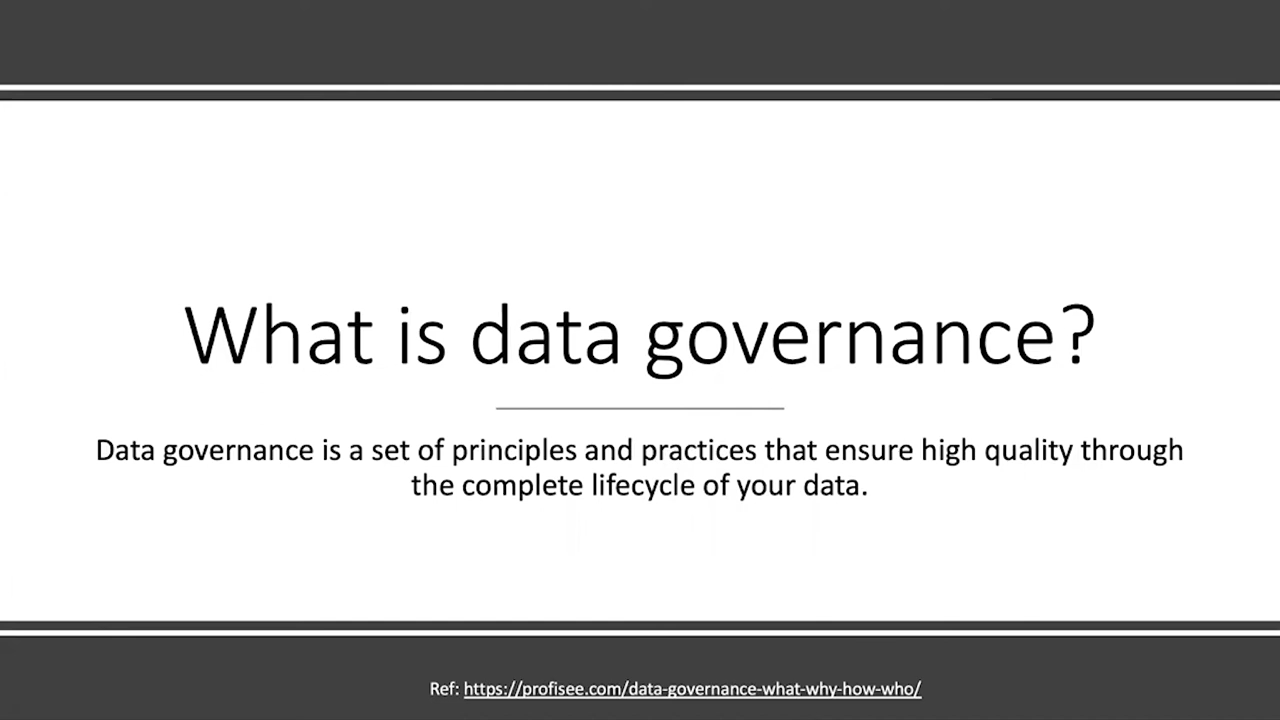 What is data governance?
Data governance is a set of principles and practices that ensure high quality through
the complete lifecycle of your data.
Ref: https://profisee.com/data-governance-what-why-how-who/